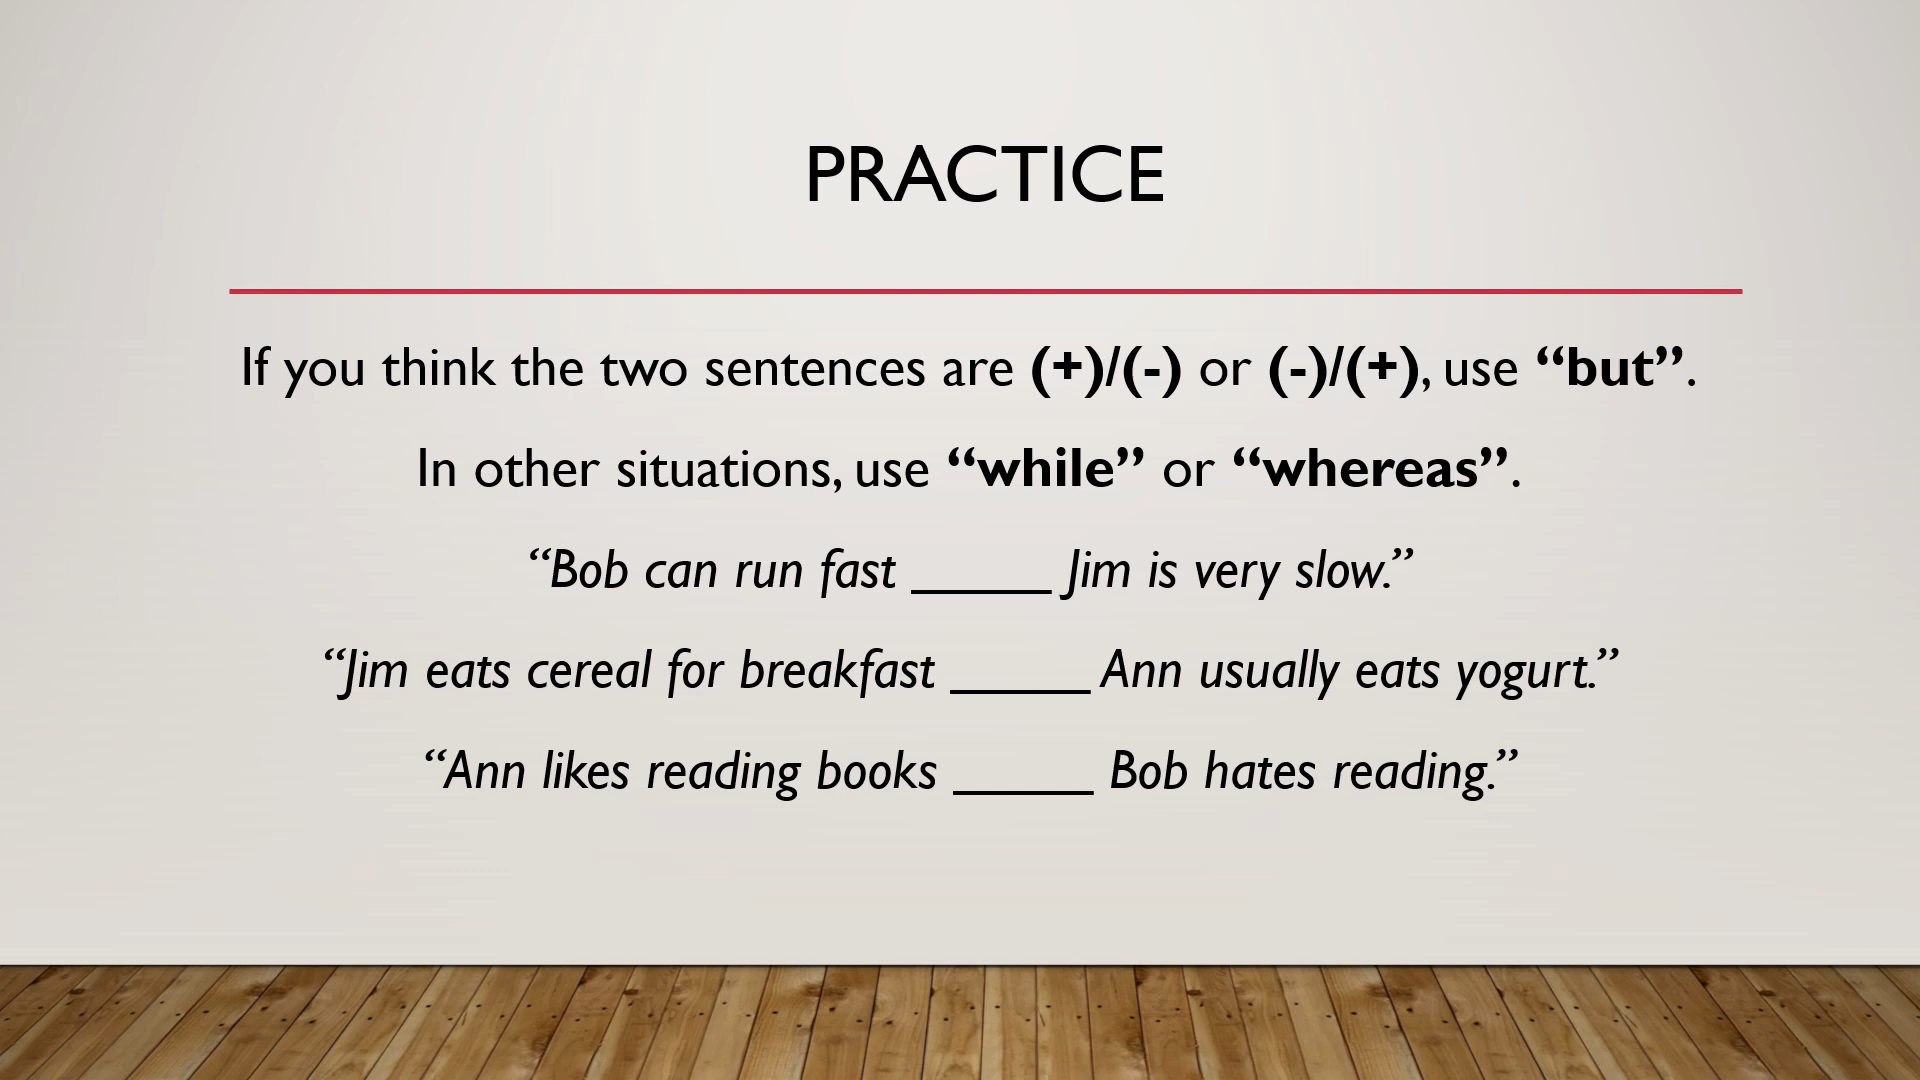 PRACTICE
If you think the two sentences are (+)/(-) or (-)/(+), use “but”.
In other situations, use “while” or “whereas”.
“Bob can run fast _____ Jim is very slow.”
“Jim eats cereal for breakfast _____ Ann usually eats yogurt.”
“Ann likes reading books _____ Bob hates reading.”